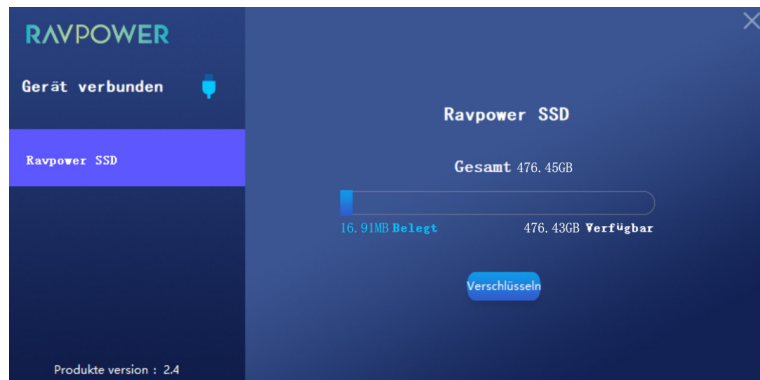 RAVPOWER
Gerät verbunden
Ravpower SSD
Produkte version : 2.4
Ravpower SSD
Gesamt 476.45GB
16.91MB Belegt 476.43GB Verfügbar
Verschlüsseln